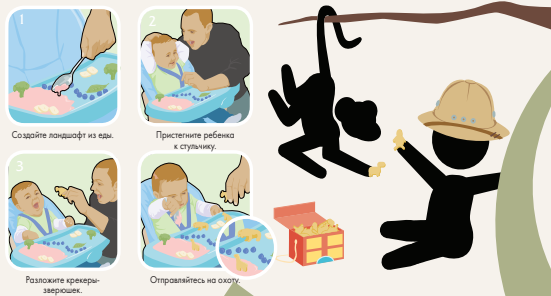 1
Создайте ландшафт из еды.
2
Пристегните ребенка
к стульчику.
3
Разложите крекеры-
зверюшек.
Отправляйтесь на охоту.